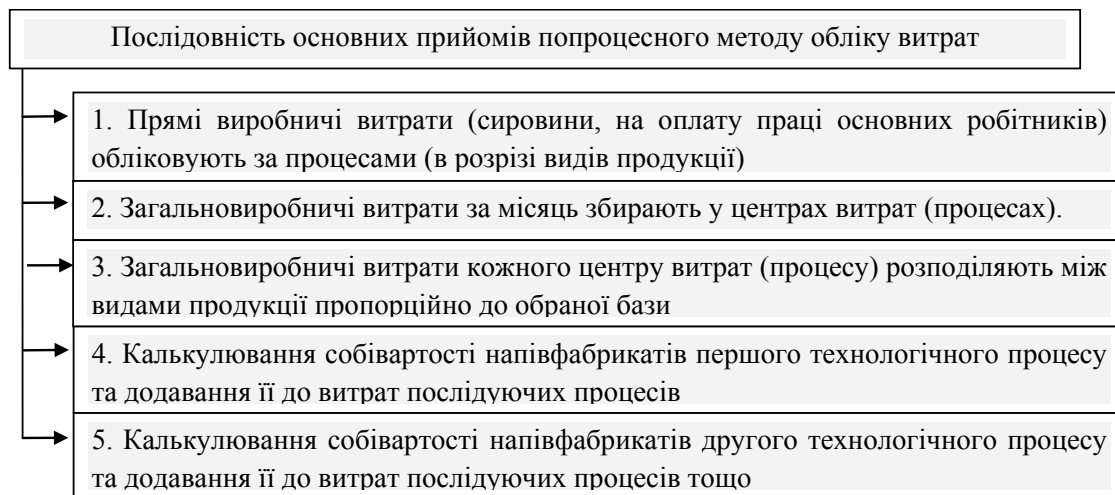 Послідовність основних прийомів попроцесного методу обліку витрат
1. Прямі виробничі витрати (сировини, на оплату праці основних робітників)
обліковують за процесами (в розрізі видів продукції)
2. Загальновиробничі витрати за місяць збирають у центрах витрат (процесах).
3. Загальновиробничі витрати кожного центру витрат (процесу) розподіляють між
видами продукції пропорційно до обраної бази
4. Калькулювання собівартості напівфабрикатів першого технологічного процесу
та додавання її до витрат послідуючих процесів
5. Калькулювання собівартості напівфабрикатів другого технологічного процесу
та додавання її до витрат послідуючих процесів тощо